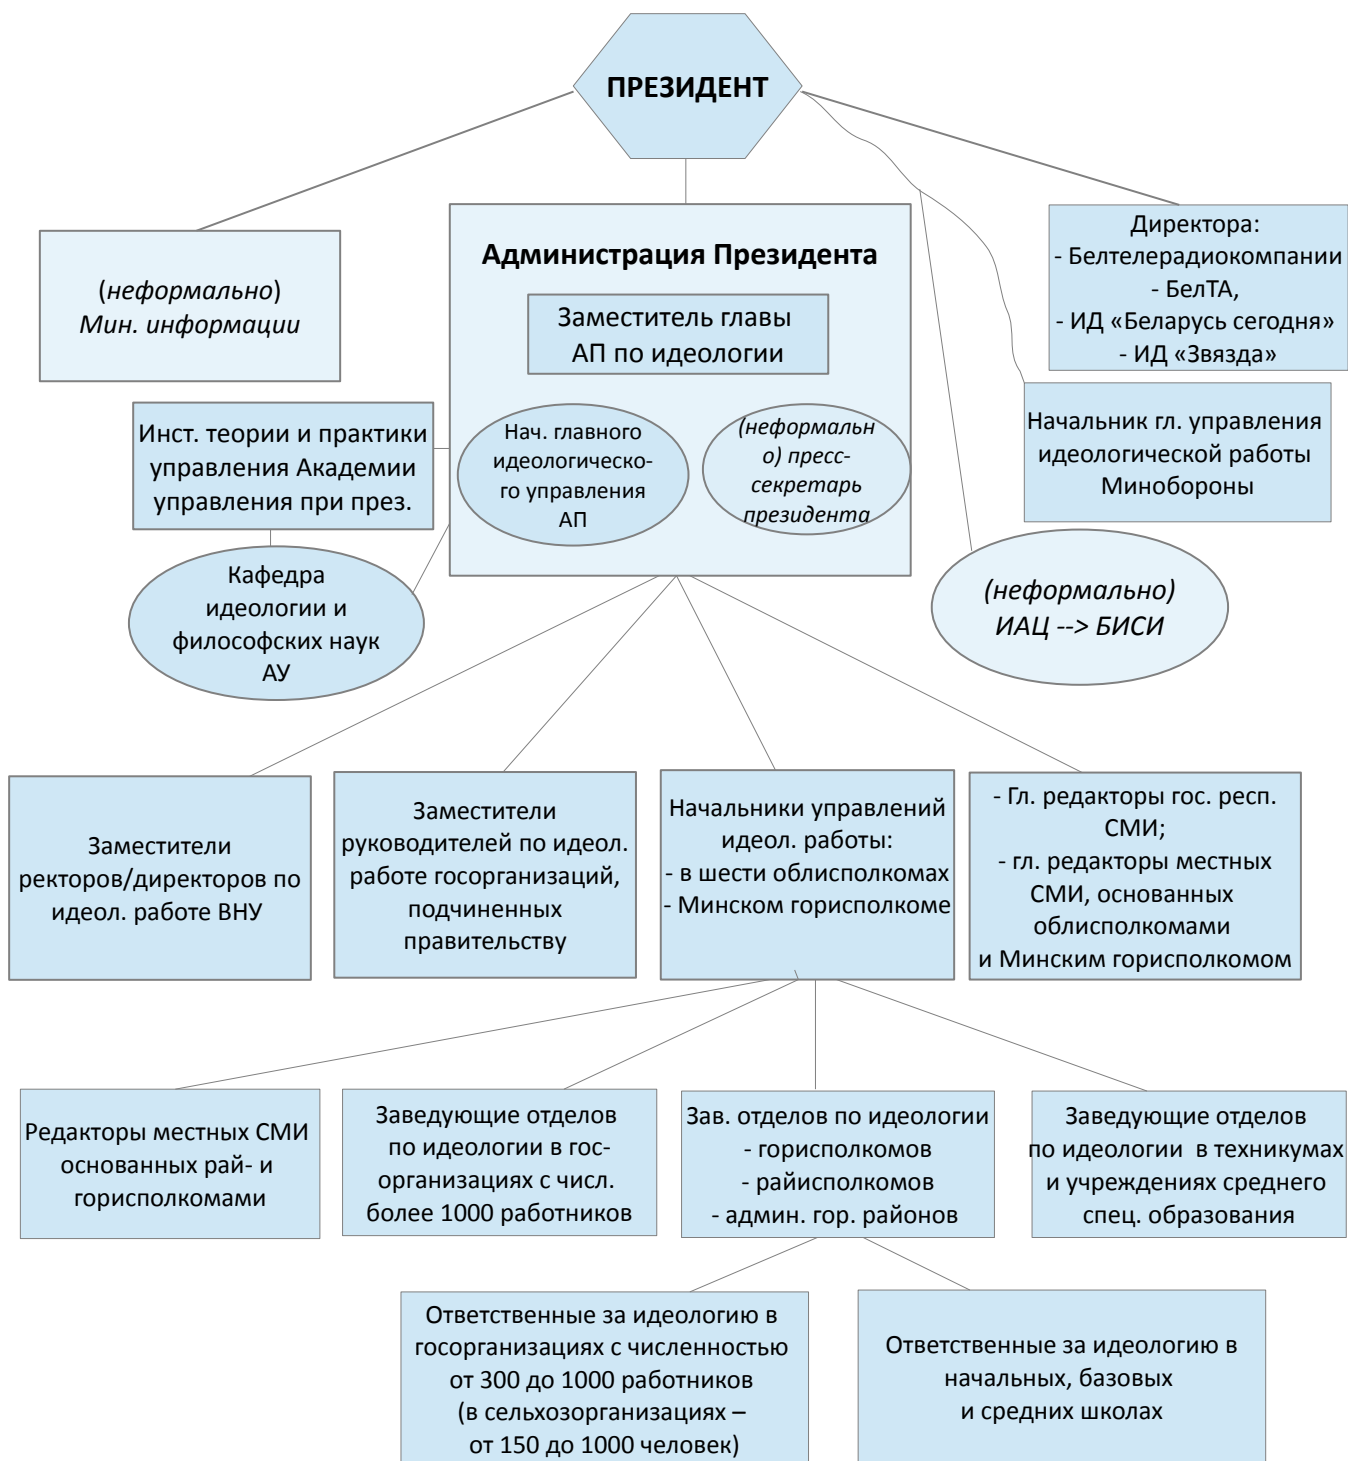 ПРЕЗИДЕНТ
(неформально)
Мин. информации
Администрация Президента
Заместитель главы
АП по идеологии
Нач. главного
идеологическо-
го управления
АП
(неформальн
о) пресс-
секретарь
президента
Директора:
- Белтелерадиокомпании
- БелТА,
- ИД «Беларусь сегодня»
- ИД «Звязда»
Инст. теории и практики
управления Академии
управления при през.
Начальник гл. управления
идеологической работы
Минобороны
Кафедра
идеологии и
философских наук
АУ
(неформально)
ИАЦ --> БИСИ
Заместители
ректоров/директоров по
идеол. работе ВНУ
Заместители
руководителей по идеол.
работе госорганизаций,
подчиненных
правительству
Начальники управлений
идеол. работы:
- в шести облисполкомах
- Минском горисполкоме
- Гл. редакторы гос. респ.
СМИ;
- гл. редакторы местных
СМИ, основанных
облисполкомами
и Минским горисполкомом
Редакторы местных СМИ
основанных рай- и
горисполкомами
Заведующие отделов
по идеологии в гос-
организациях с числ.
более 1000 работников
Зав. отделов по идеологии
- горисполкомов
- райисполкомов
- админ. гор. районов
Заведующие отделов
по идеологии в техникумах
и учреждениях среднего
спец. образования
Ответственные за идеологию в
госорганизациях с численностью
от 300 до 1000 работников
(в сельхозорганизациях –
от 150 до 1000 человек)
Ответственные за идеологию в
начальных, базовых
и средних школах